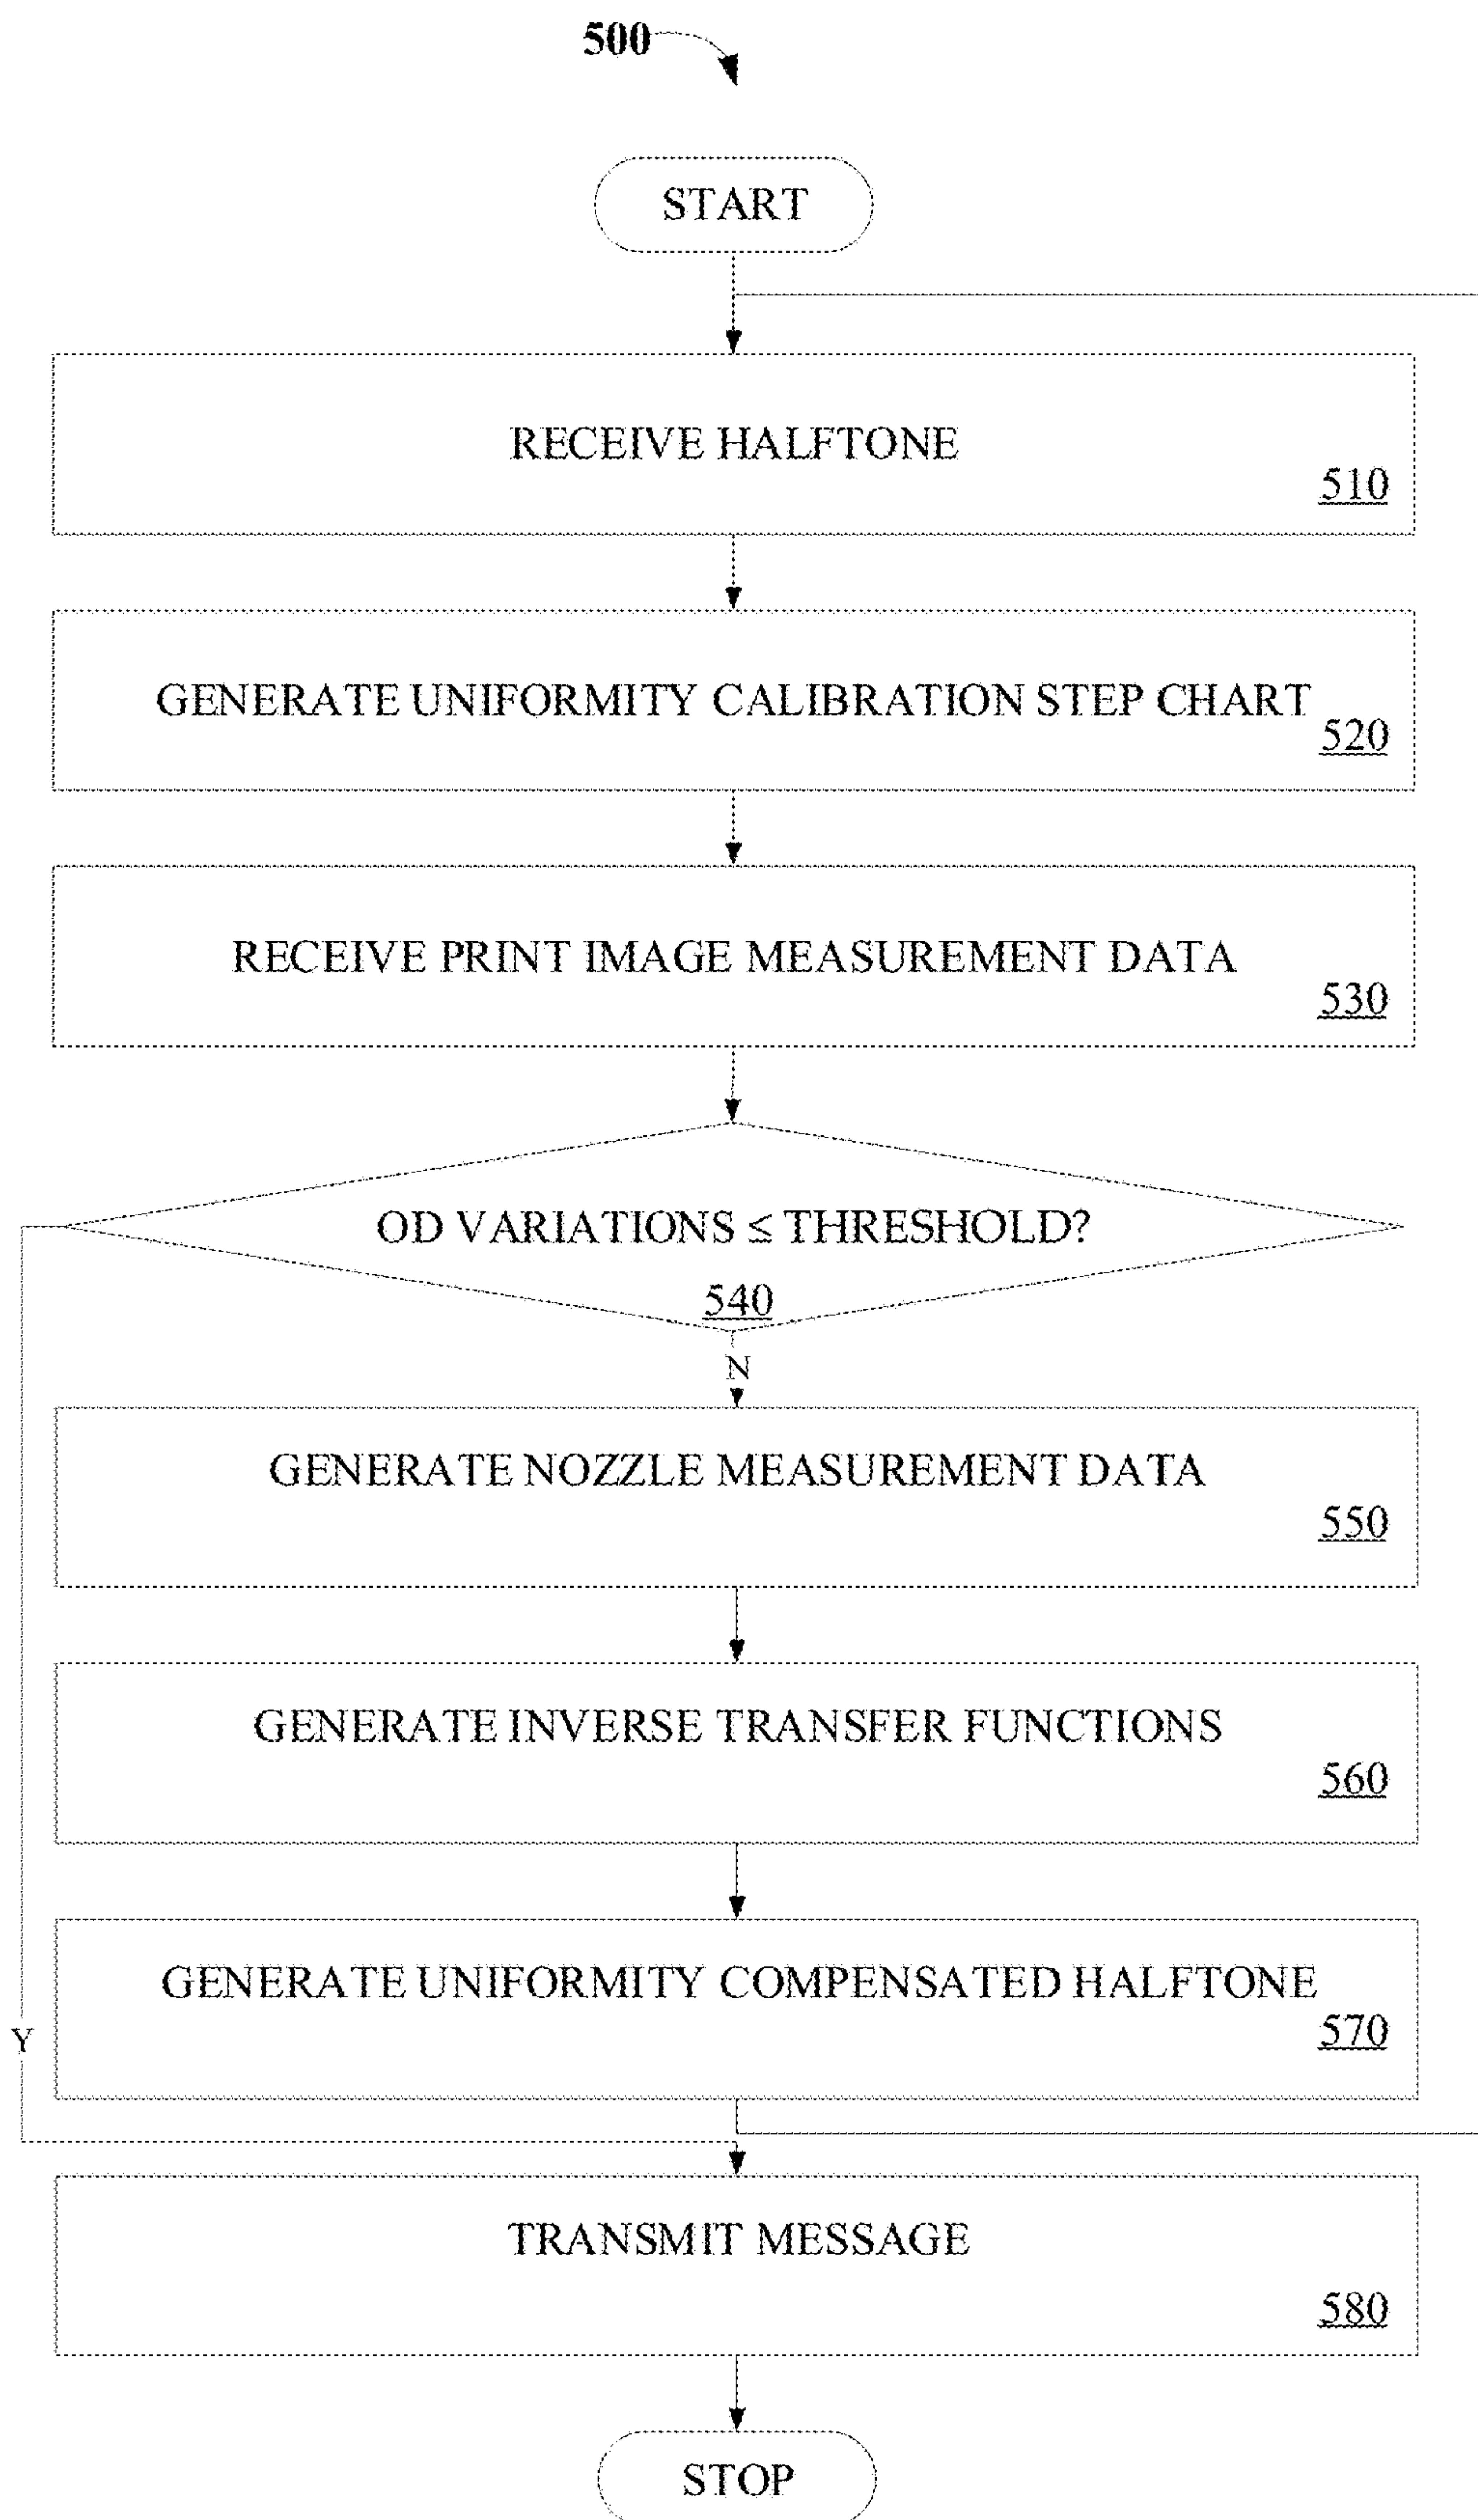 500
START
RECEIVE HALFTONE
510
GENERATE UNIFORMITY CALIBRATION STEP CHART
520
RECEIVE PRINT IMAGE MEASUREMENT DATA
530
OD VARIATIONS ≤ THRESHOLD?
540
N
GENERATE NOZZLE MEASUREMENT DATA
550
GENERATE INVERSE TRANSFER FUNCTIONS
560
GENERATE UNIFORMITY COMPENSATED HALFTONE
570
Y
TRANSMIT MESSAGE
580
STOP